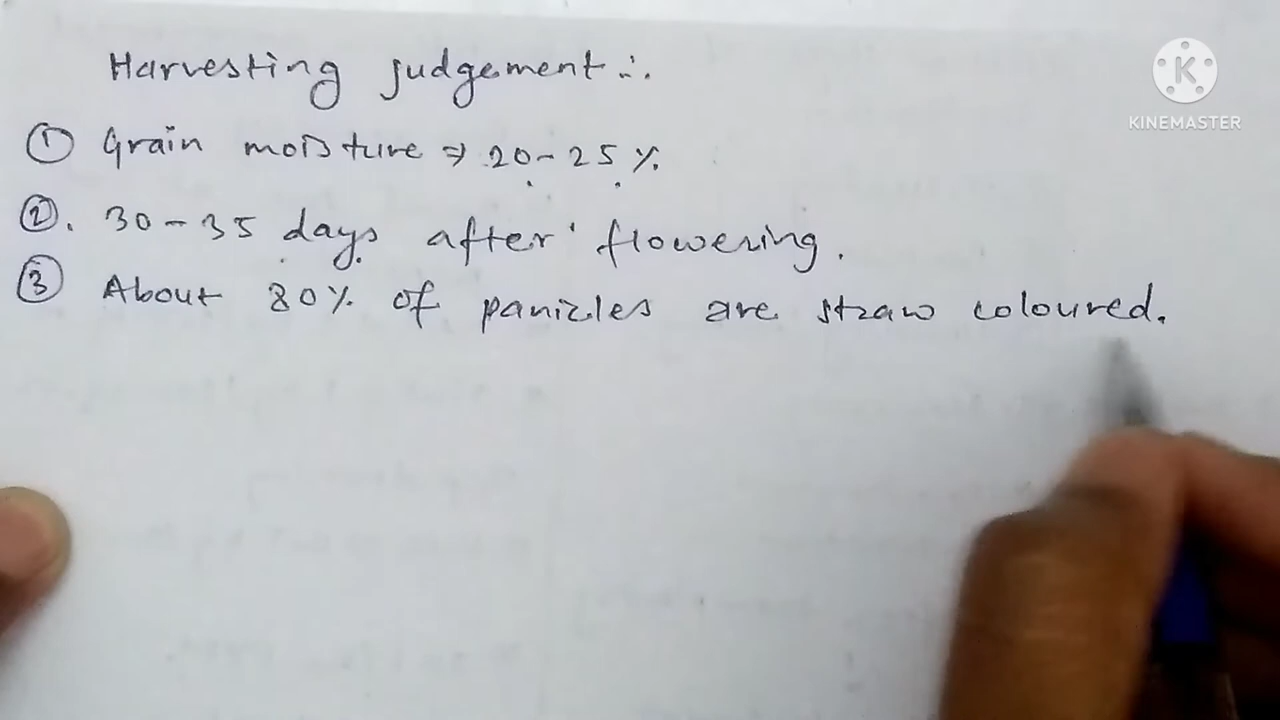 Harvesting judgement :-
① Grain moisture ⇒ 20-25 %
②. 30-35 days after flowering.
③ About 80% of panicles are straw coloured.
K
KINEMASTER